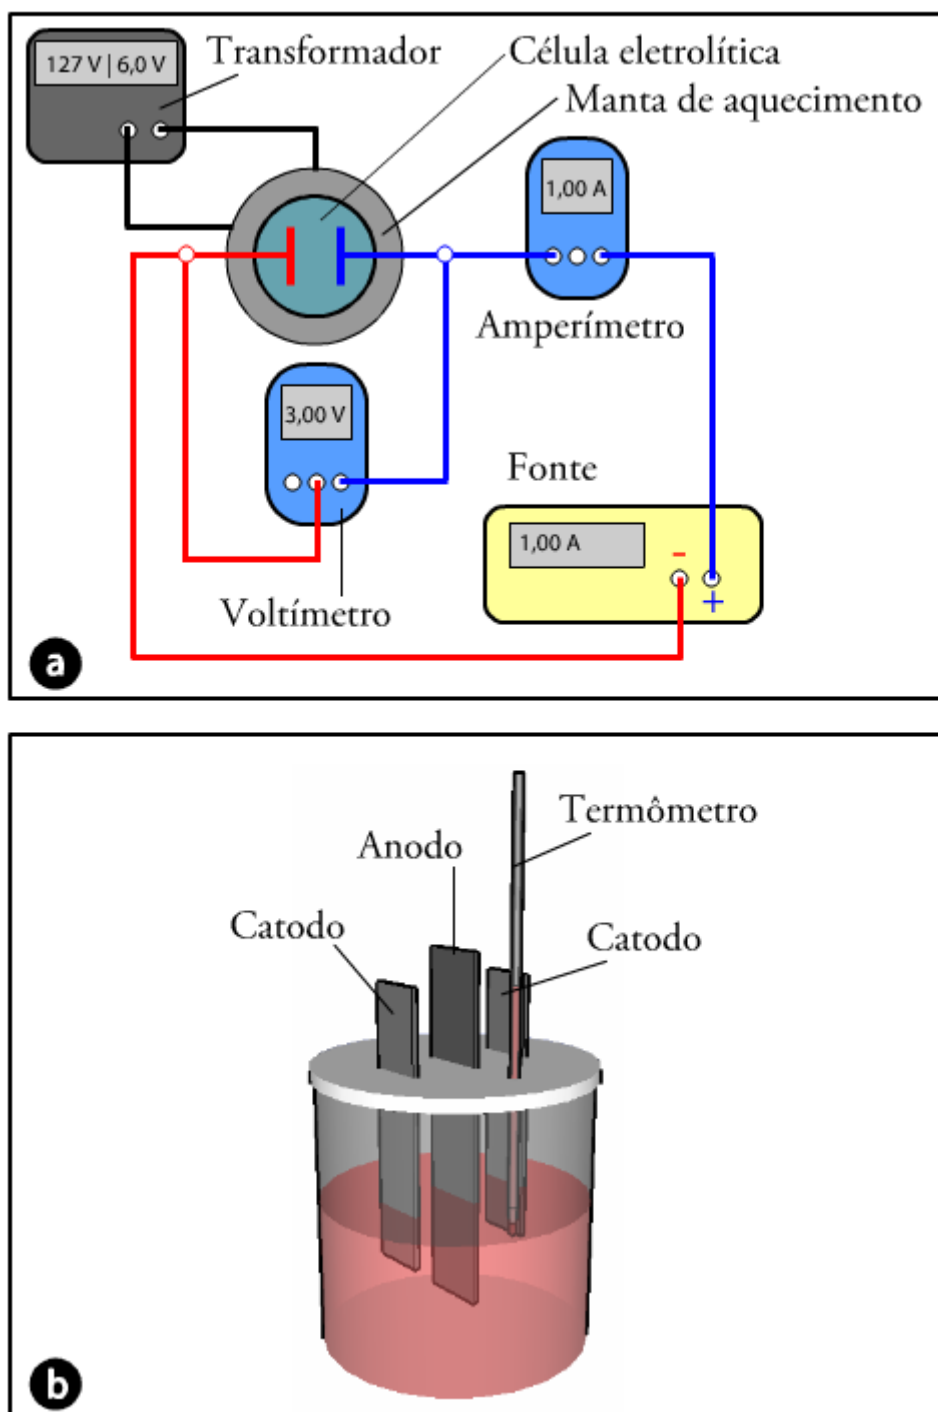 Transformador
127 V | 6,0 V
Célula eletrolítica
Manta de aquecimento
1,00 A
Amperímetro
3,00 V
Voltímetro
Fonte
1,00 A
-
+
a
Termômetro
Anodo
Catodo
Catodo
b